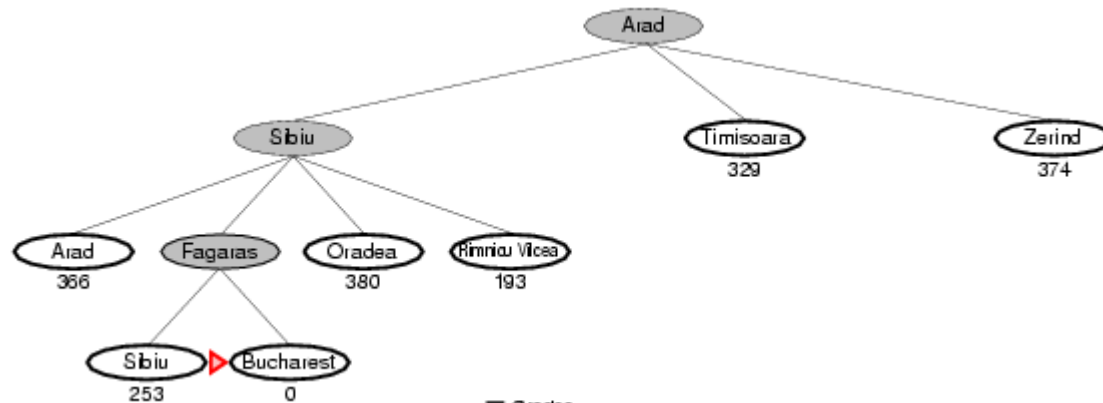 Arad
Sibiu
Timisoara
Zerind
329
374
Arad
Fagaras
Oradea
Rimnicu Vilcea
366
380
193
Sibiu
Bucharest
253
0